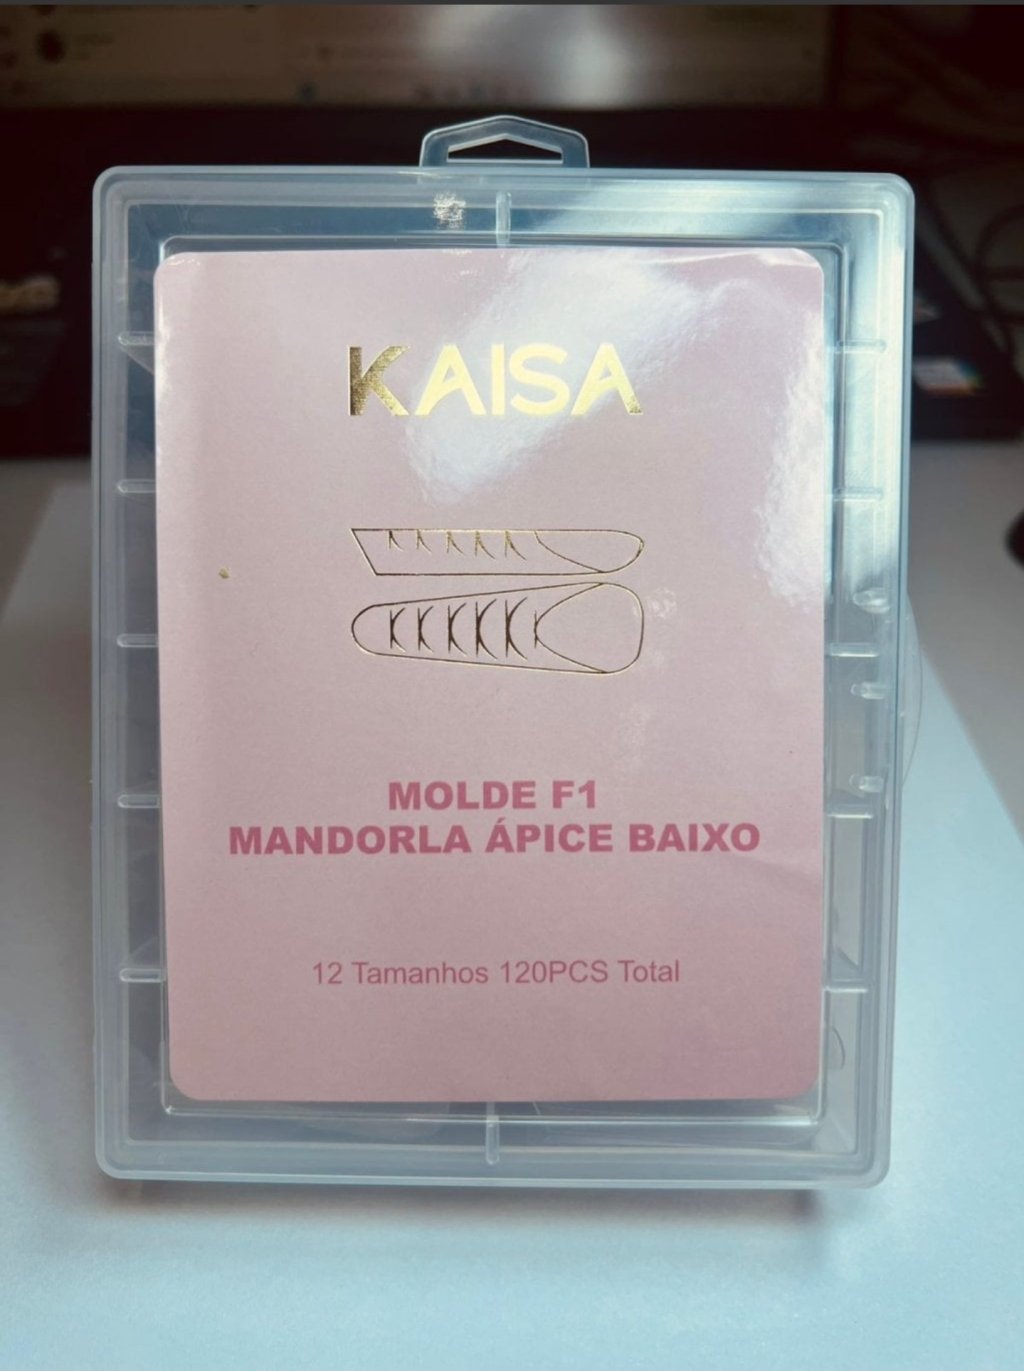 KAISA
MOLDE F1
MANDORLA ÁPICE BAIXO
12 Tamanhos 120PCS Total